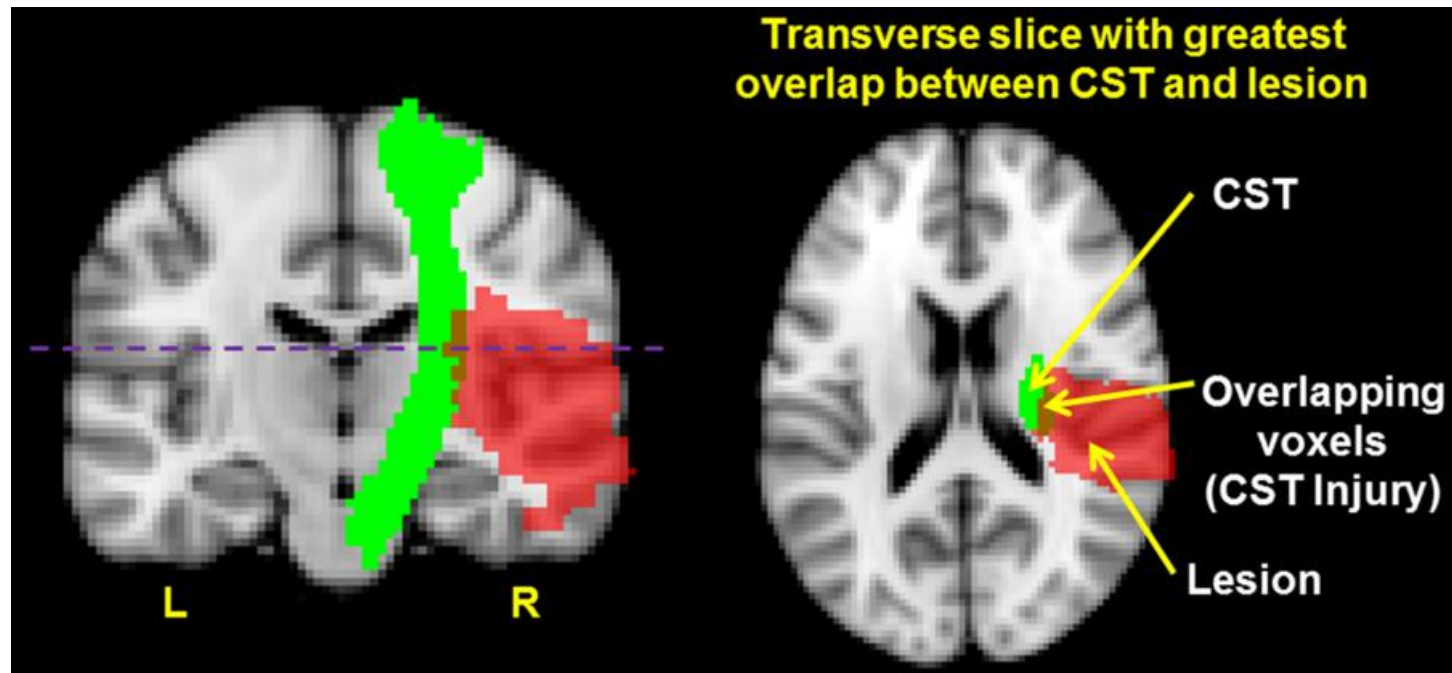 Transverse slice with greatest
overlap between CST and lesion
CST
Overlapping
voxels
(CST Injury)
Lesion
L
R